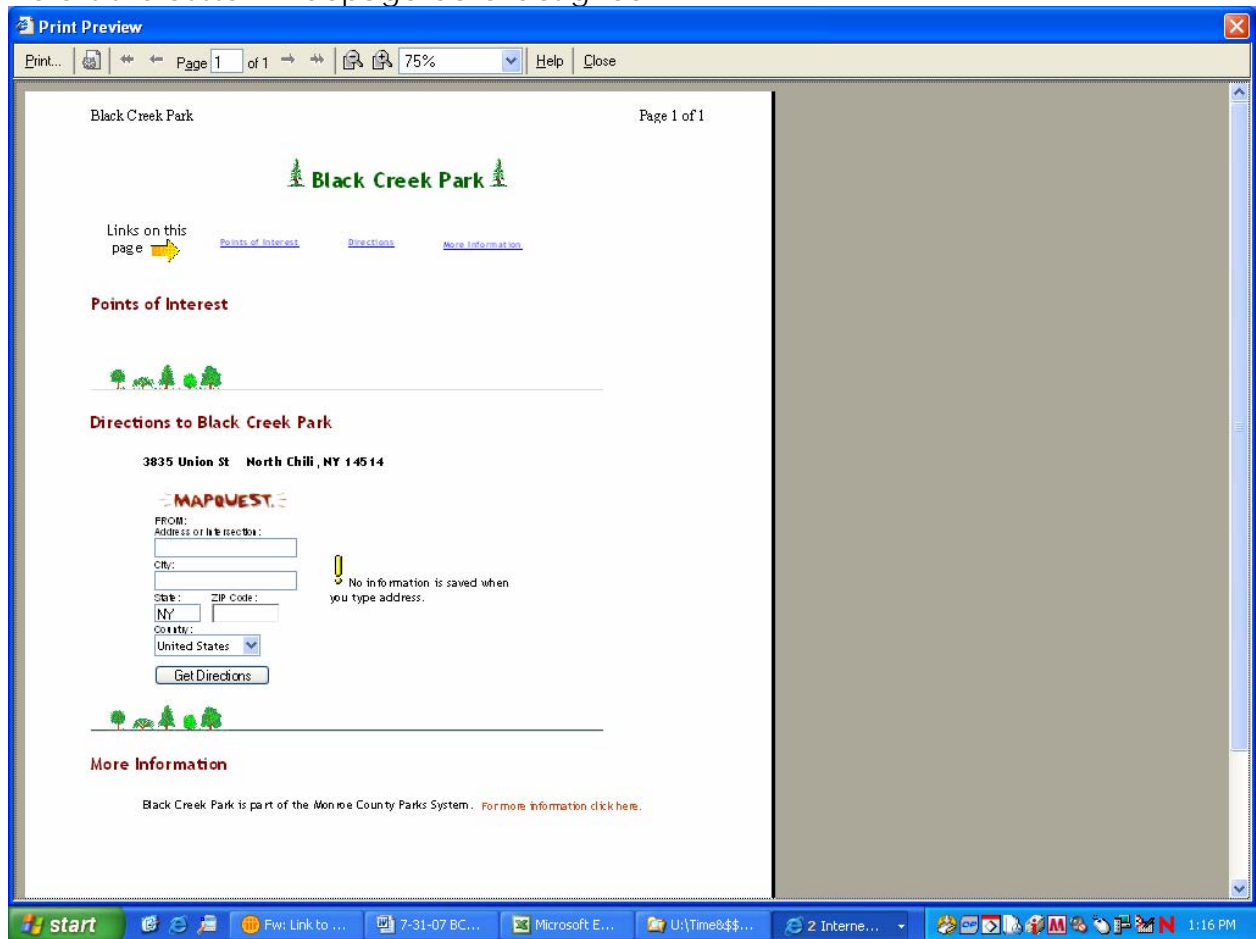 Print Preview
Print... Page 1 of 1 75% Help Close
Black Creek Park Page 1 of 1
Black Creek Park
Links on this
page
Points of Interest Directions More Information
Points of Interest
Directions to Black Creek Park
3835 Union St North Chili, NY 14514
MAPQUEST.
FROM:
Address or Intersection:
City:
No information is saved when
you type address.
State: ZIP Code:
NY
Country:
United States
Get Directions
More Information
Black Creek Park is part of the Monroe County Parks System. For more information click here.
start Fw: Link to ... 7-31-07 BC... Microsoft E... U:\Time&$$... 2 Interne... 1:16 PM